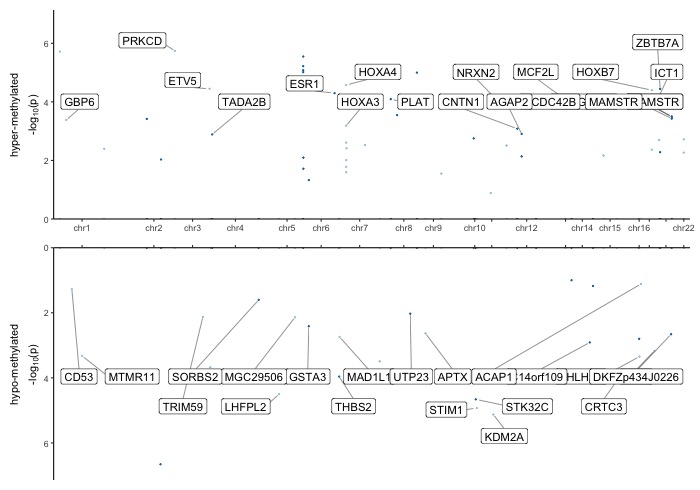 hyper-methylated
-log10(p)
6
4
2
0
PRKCD
ZBTB7A
ETV5
ESR1
HOXA4
NRXN2
MCF2L
HOXB7
ICT1
GBP6
TADA2B
HOXA3
PLAT
CNTN1
AGAP2
CDC42B
MAMSTR
AMSTR
chr1
chr2
chr3
chr4
chr5
chr6
chr7
chr8
chr9
chr10
chr12
chr14
chr15
chr16
chr22
hypo-methylated
-log10(p)
0
2
4
6
CD53
MTMR11
SORBS2
MGC29506
GSTA3
MAD1L1
UTP23
APTX
ACAP1
14orf109
HLH
DKFZp434J0226
TRIM59
LHFPL2
THBS2
STIM1
STK32C
CRTC3
KDM2A